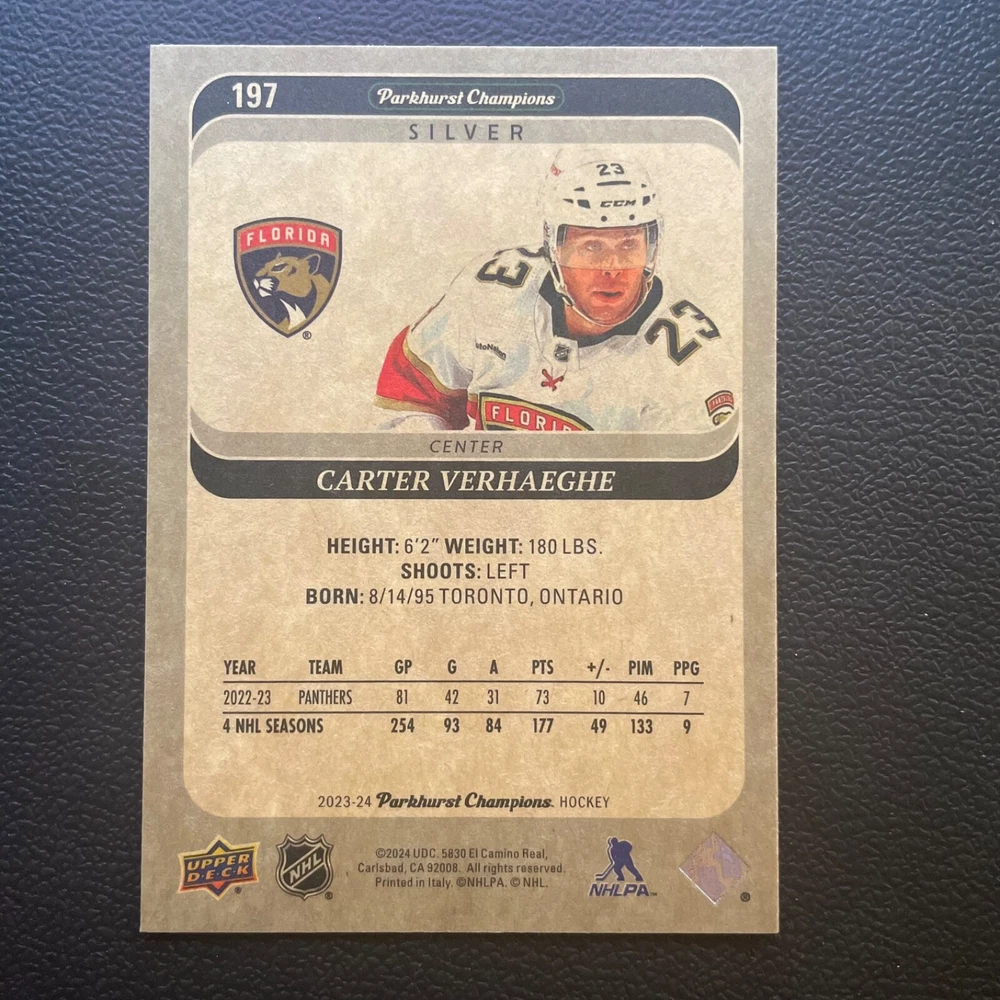 197
Parkhurst Champions
SILVER
FLORIDA
®
23
CCM
23
23
AutoNation
FLORID
CENTER
CARTER VERHAEGHE
HEIGHT: 6'2" WEIGHT: 180 LBS.
SHOOTS: LEFT
BORN: 8/14/95 TORONTO, ONTARIO
YEAR TEAM GP G A PTS +/- PIM PPG
2022-23 PANTHERS 81 42 31 73 10 46 7
4 NHL SEASONS 254 93 84 177 49 133 9
2023-24 Parkhurst Champions. HOCKEY
UPPER DECK ®
NHL ®
©2024 UDC. 5830 El Camino Real,
Carlsbad, CA 92008. All rights reserved.
Printed in Italy. ©NHLPA. © NHL.
NHLPA™
®